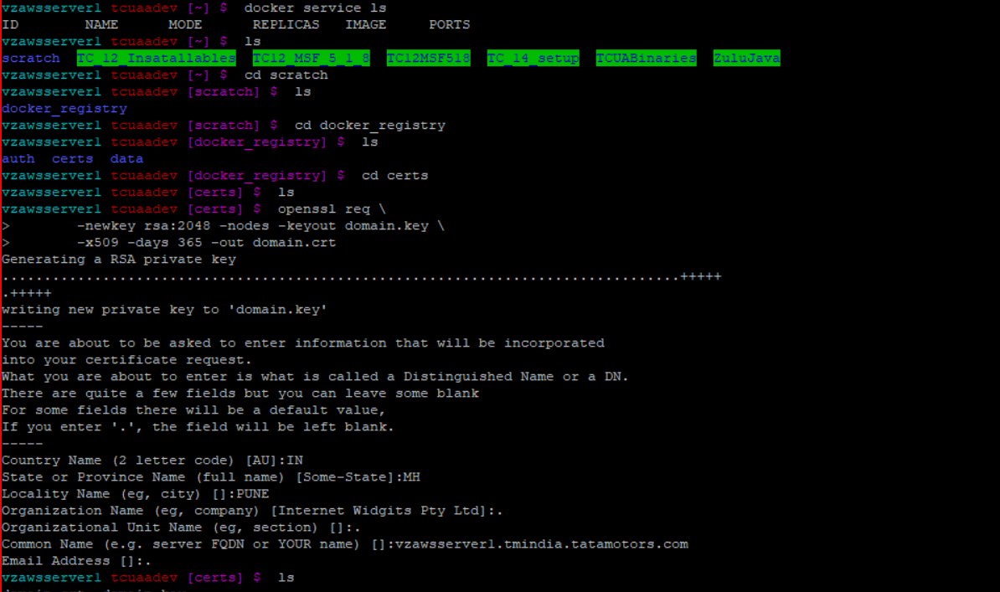 vzawsserver1 tcuaadev [~] $ docker service ls
ID NAME MODE REPLICAS IMAGE PORTS
vzawsserver1 tcuaadev [~] $ ls
scratch TC_12_Insatallables TC12_MSF_5_1_8 TC12MSF518 TC_14_setup TCUABinaries ZuluJava
vzawsserver1 tcuaadev [~] $ cd scratch
vzawsserver1 tcuaadev [scratch] $ ls
docker_registry
vzawsserver1 tcuaadev [scratch] $ cd docker_registry
vzawsserver1 tcuaadev [docker_registry] $ ls
auth certs data
vzawsserver1 tcuaadev [docker_registry] $ cd certs
vzawsserver1 tcuaadev [certs] $ ls
vzawsserver1 tcuaadev [certs] $ openssl req \
> -newkey rsa:2048 -nodes -keyout domain.key \
> -x509 -days 365 -out domain.crt
Generating a RSA private key
.................................................................................+++++
.+++++
writing new private key to 'domain.key'
-----
You are about to be asked to enter information that will be incorporated
into your certificate request.
What you are about to enter is what is called a Distinguished Name or a DN.
There are quite a few fields but you can leave some blank
For some fields there will be a default value,
If you enter '.', the field will be left blank.
-----
Country Name (2 letter code) [AU]:IN
State or Province Name (full name) [Some-State]:MH
Locality Name (eg, city) []:PUNE
Organization Name (eg, company) [Internet Widgits Pty Ltd]:.
Organizational Unit Name (eg, section) []:.
Common Name (e.g. server FQDN or YOUR name) []:vzawsserver1.tmindia.tatamotors.com
Email Address []:.
vzawsserver1 tcuaadev [certs] $ ls